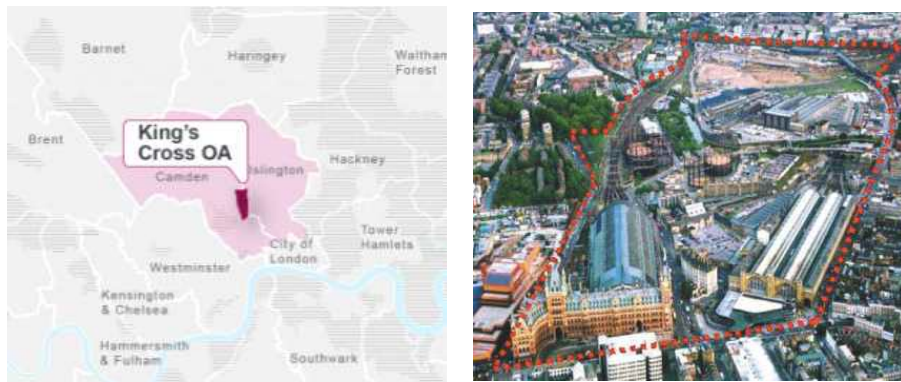 Barnet
Haringey
Waltham
Forest
King's
Cross OA
Brent
Islington
Hackney
Camden
Tower
Hamlets
City of
London
Westminster
Kensington
& Chelsea
Hammersmith
& Fulham
Southwark